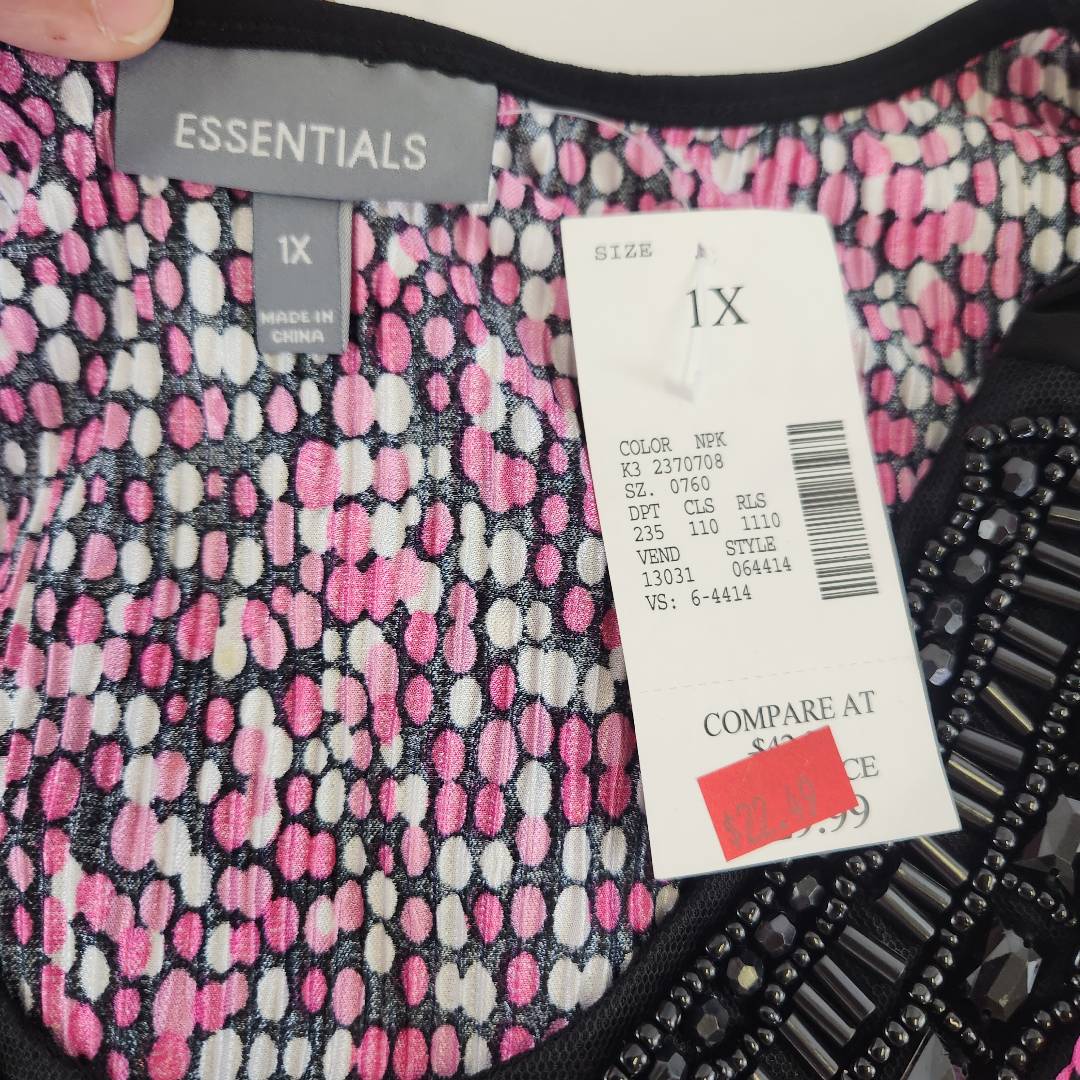 ESSENTIALS
1X
MADE IN
CHINA
SIZE
1X
COLOR NPK
K3 2370708
SZ. 0760
DPT CLS RLS
235 110 1110
VEND STYLE
13031 064414
VS: 6-4414
COMPARE AT
$22.49